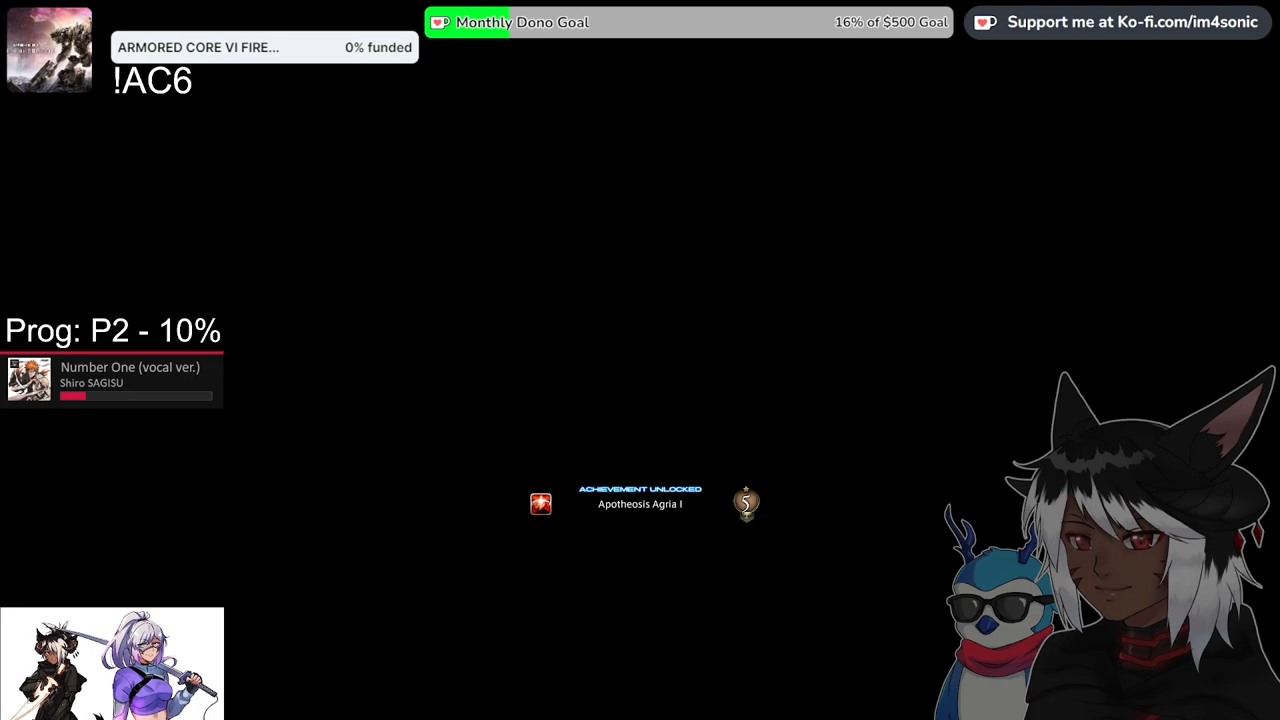 Monthly Dono Goal
16% of $500 Goal
Support me at Ko-fi.com/im4sonic
ARMORED CORE VI FIRE...
0% funded
!AC6
Prog: P2 - 10%
Number One (vocal ver.)
Shiro SAGISU
ACHIEVEMENT UNLOCKED
Apotheosis Agria I
5